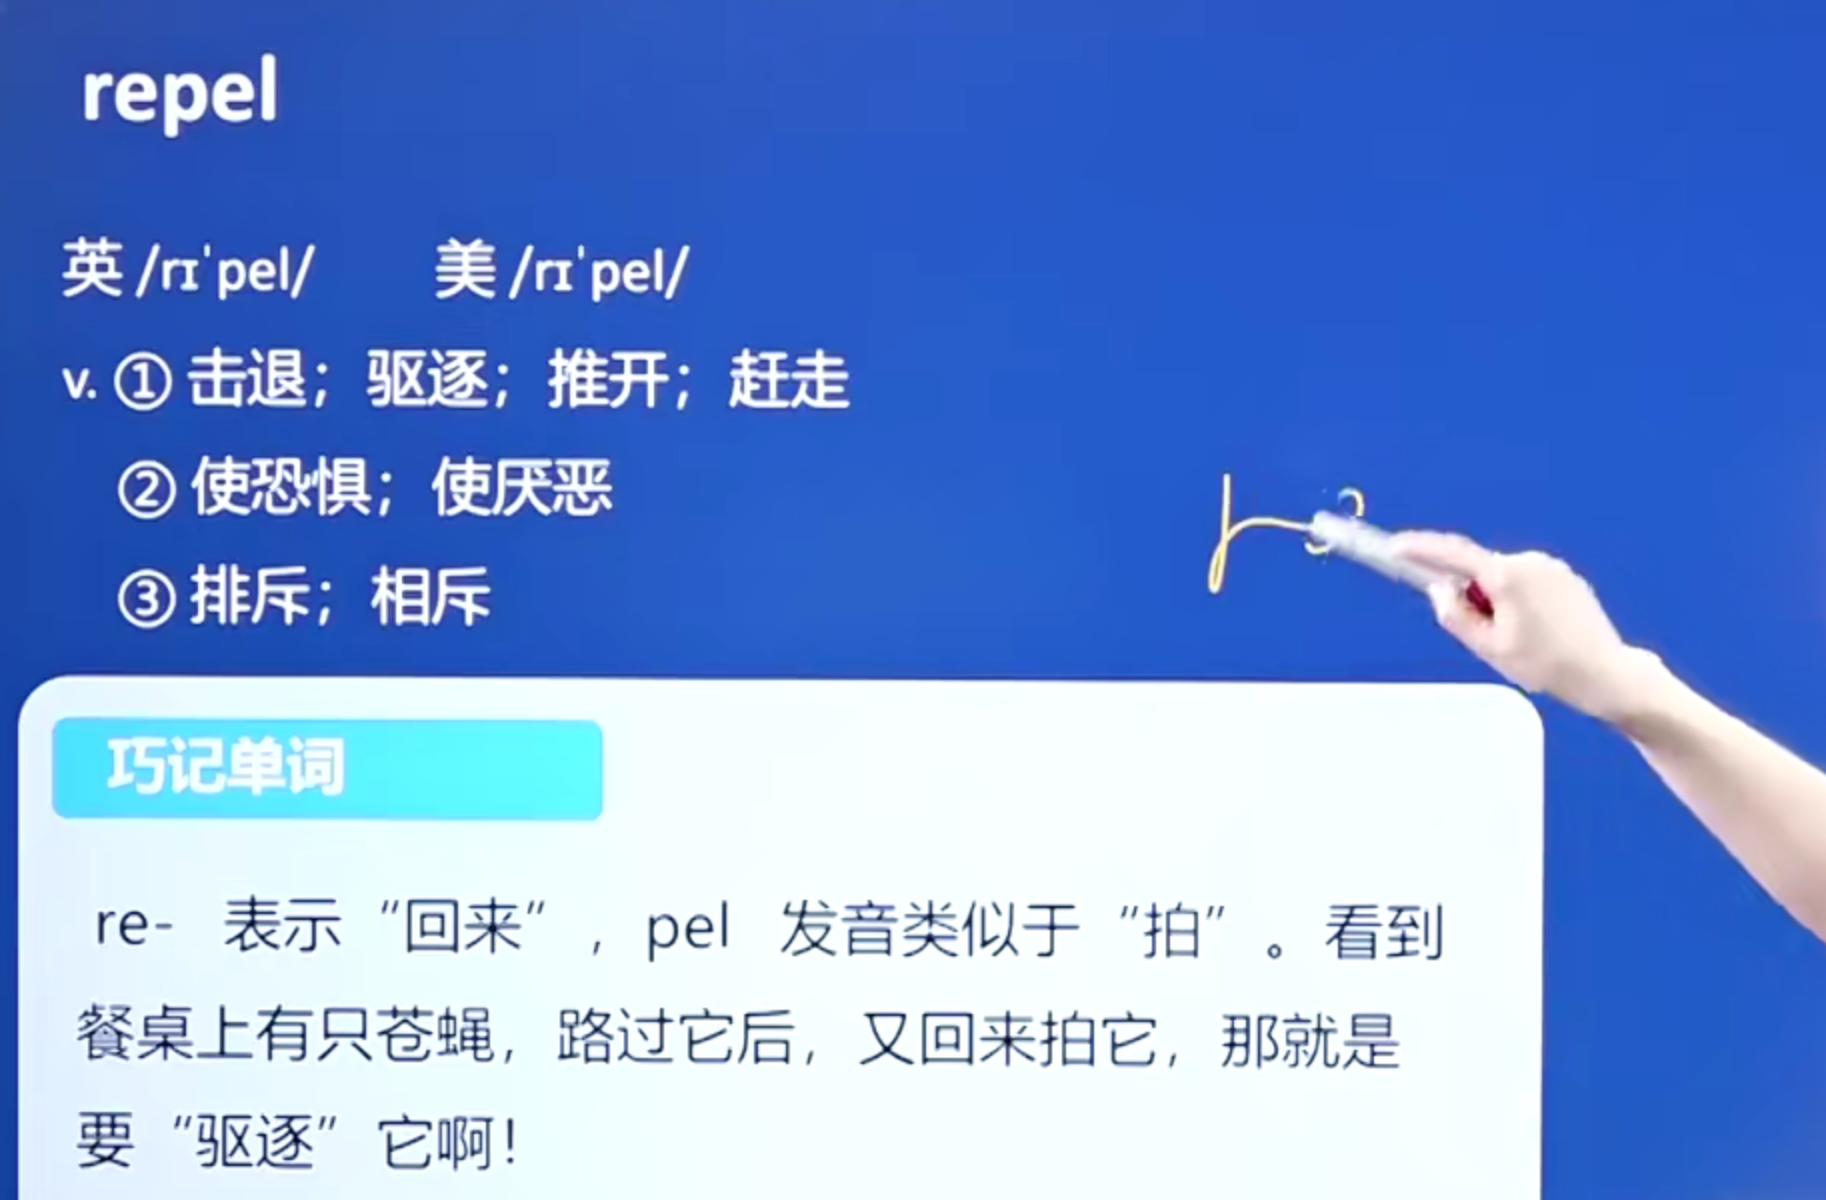 repel
英 /rɪˈpel/ 美 /rɪˈpel/
v. ① 击退；驱逐；推开；赶走
② 使恐惧；使厌恶
③ 排斥；相斥
巧记单词
re- 表示“回来”，pel 发音类似于“拍”。看到
餐桌上有只苍蝇，路过它后，又回来拍它，那就是
要“驱逐”它啊！